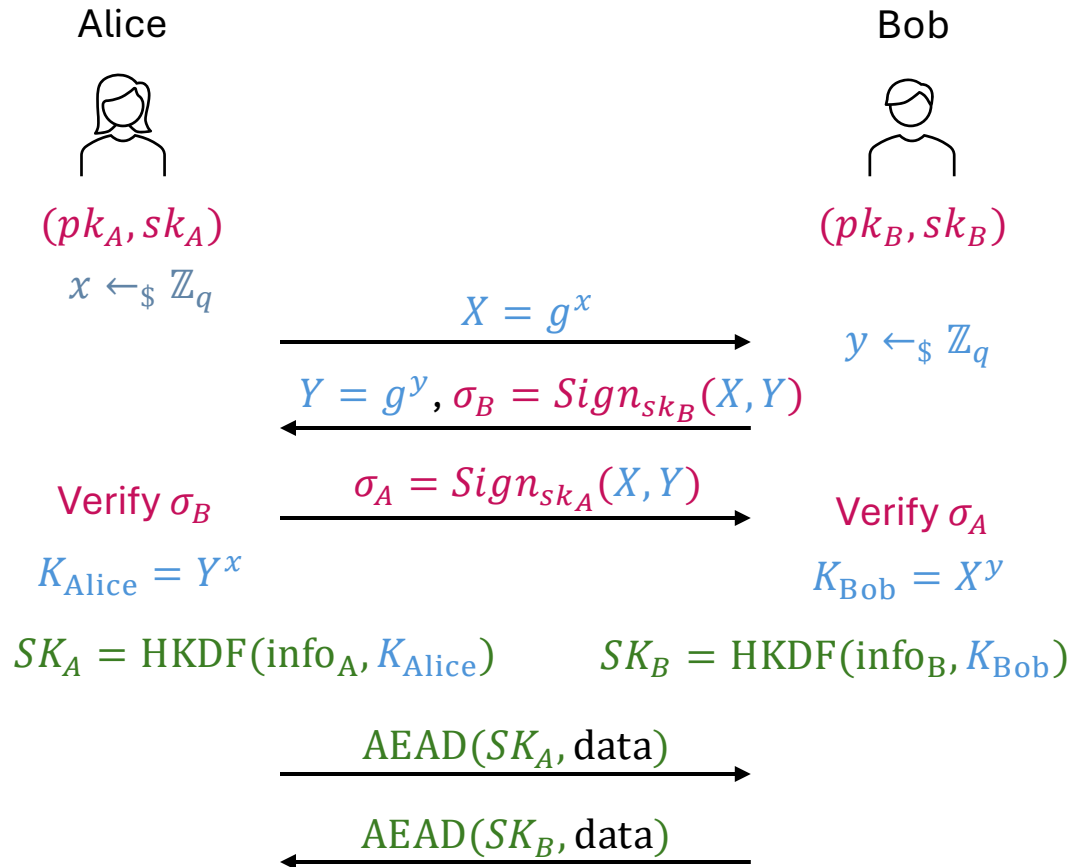 Alice
Bob
(pk_A, sk_A)
(pk_B, sk_B)
x ←_$ ℤ_q
X = g^x
y ←_$ ℤ_q
Y = g^y, σ_B = Sign_{sk_B}(X, Y)
σ_A = Sign_{sk_A}(X, Y)
Verify σ_B
Verify σ_A
K_Alice = Y^x
K_Bob = X^y
SK_A = HKDF(info_A, K_Alice)
SK_B = HKDF(info_B, K_Bob)
AEAD(SK_A, data)
AEAD(SK_B, data)